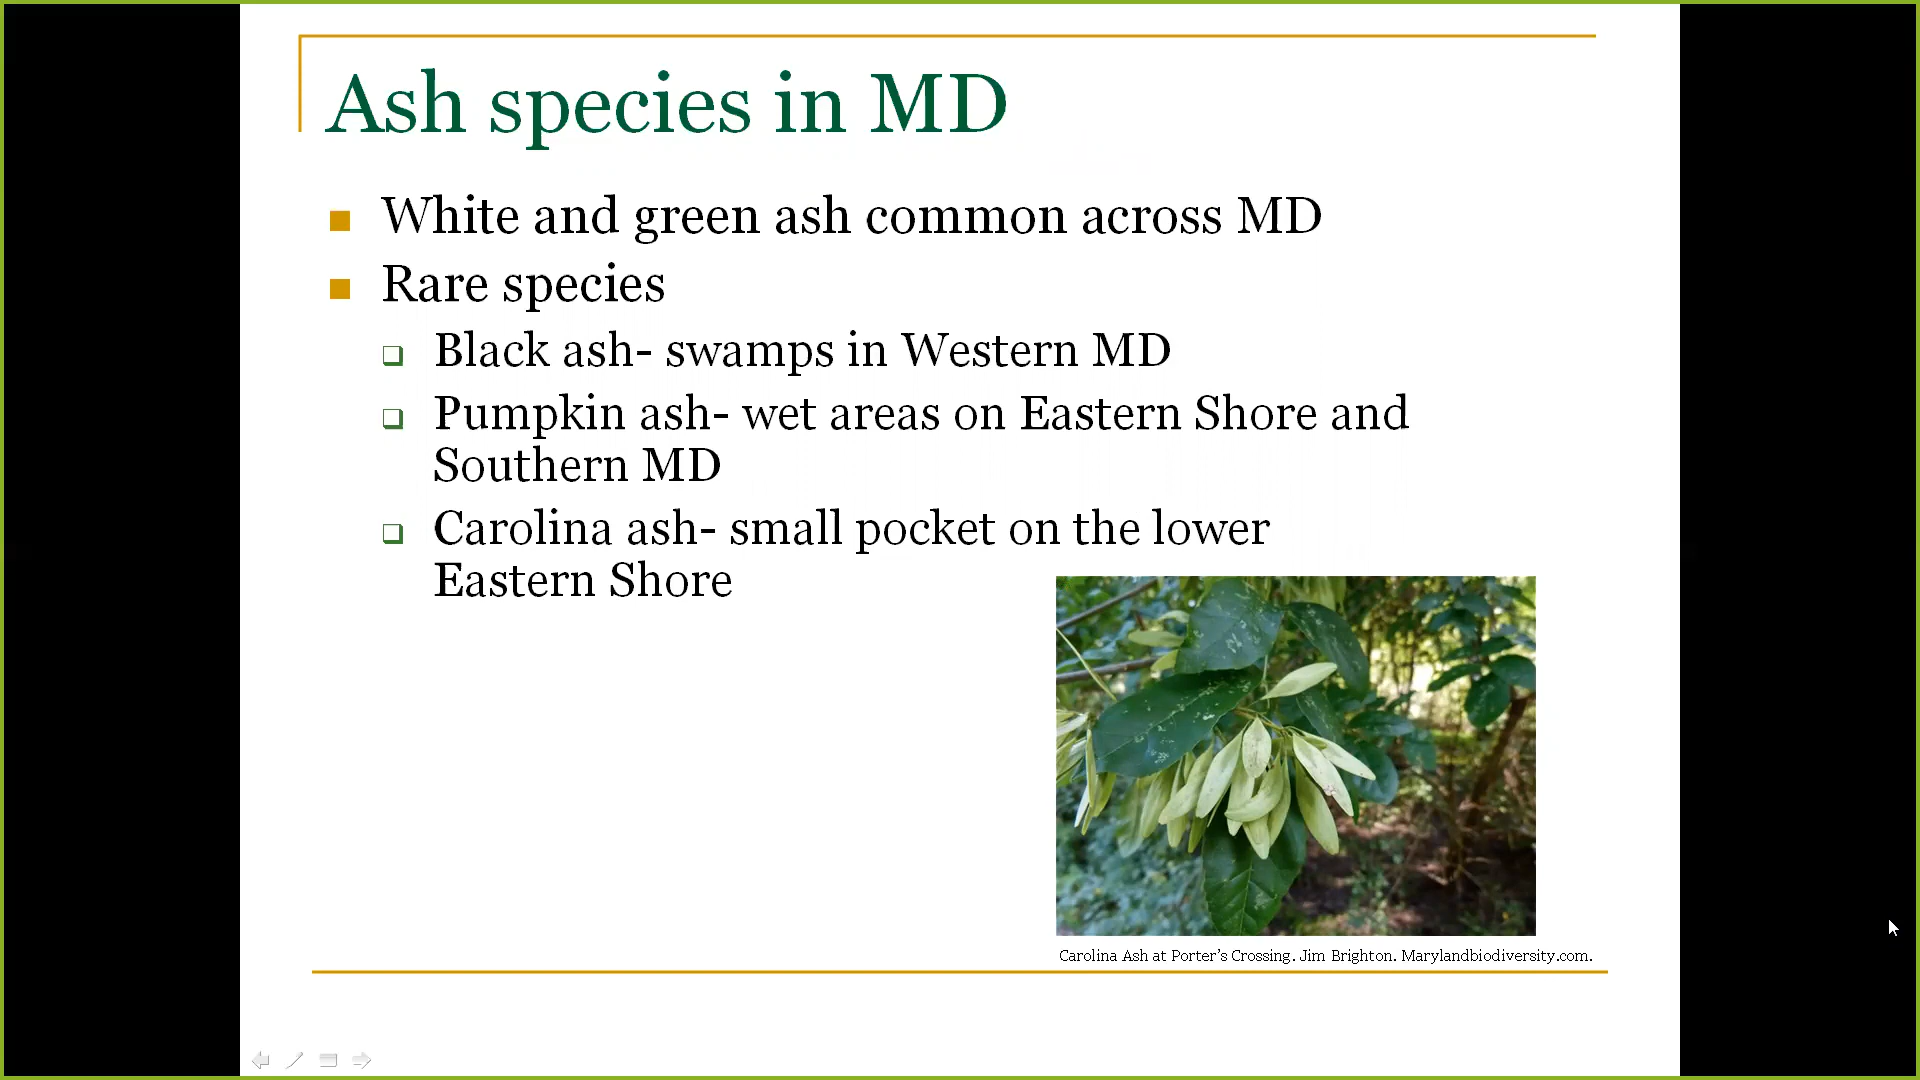 Ash species in MD
White and green ash common across MD
Rare species
Black ash- swamps in Western MD
Pumpkin ash- wet areas on Eastern Shore and
Southern MD
Carolina ash- small pocket on the lower
Eastern Shore
Carolina Ash at Porter's Crossing. Jim Brighton. Marylandbiodiversity.com.